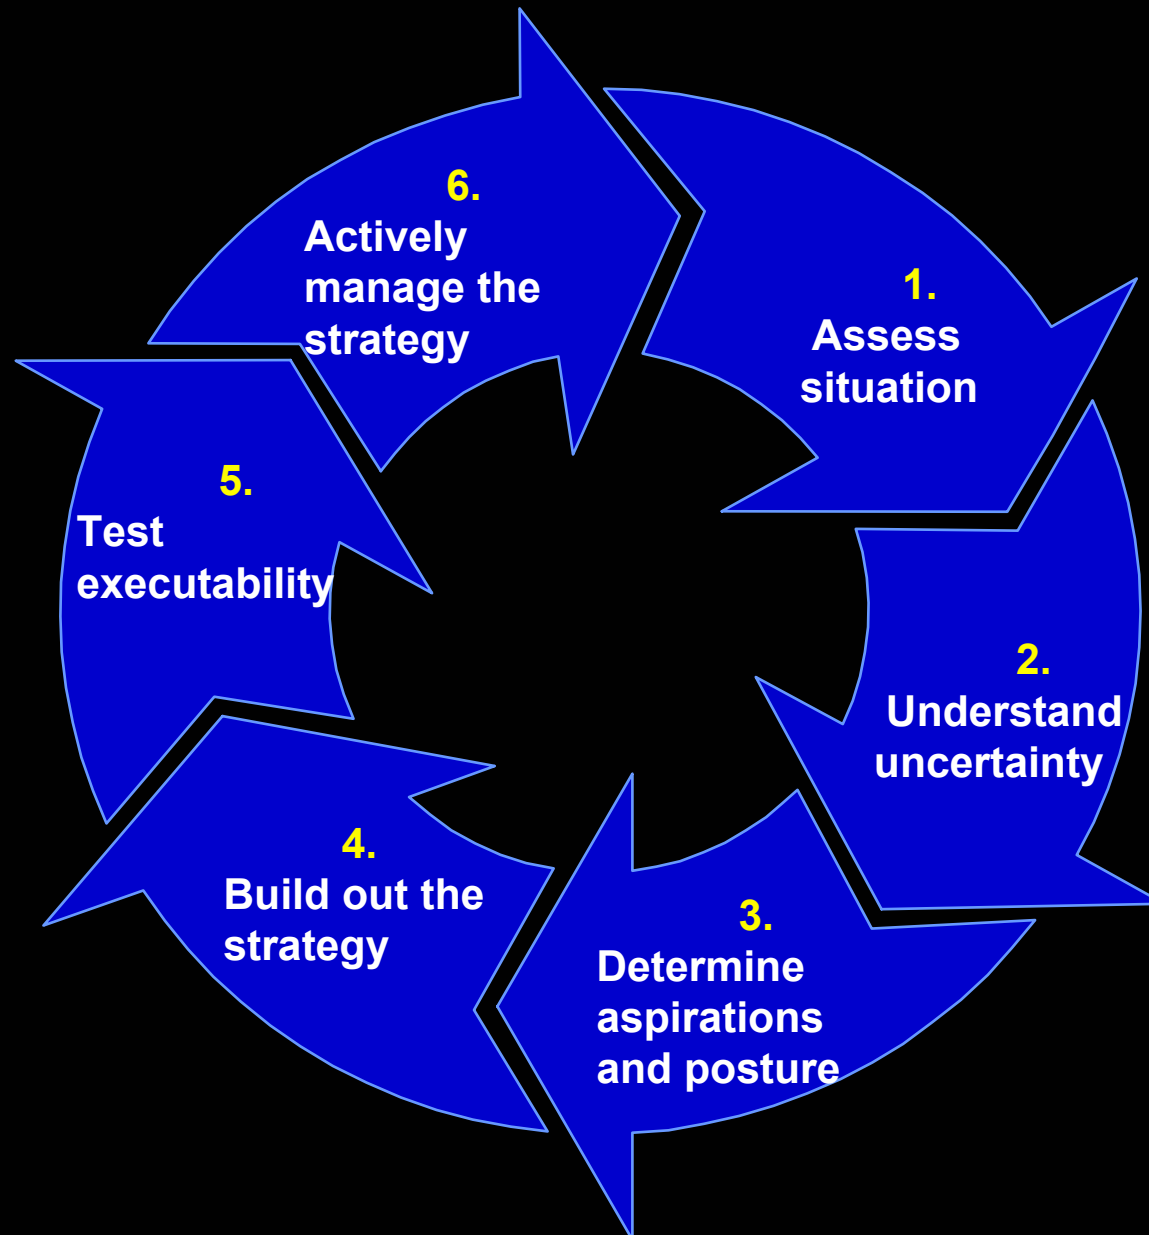 1.
Assess
situation
2.
Understand
uncertainty
3.
Determine
aspirations
and posture
4.
Build out the
strategy
5.
Test
executability
6.
Actively
manage the
strategy